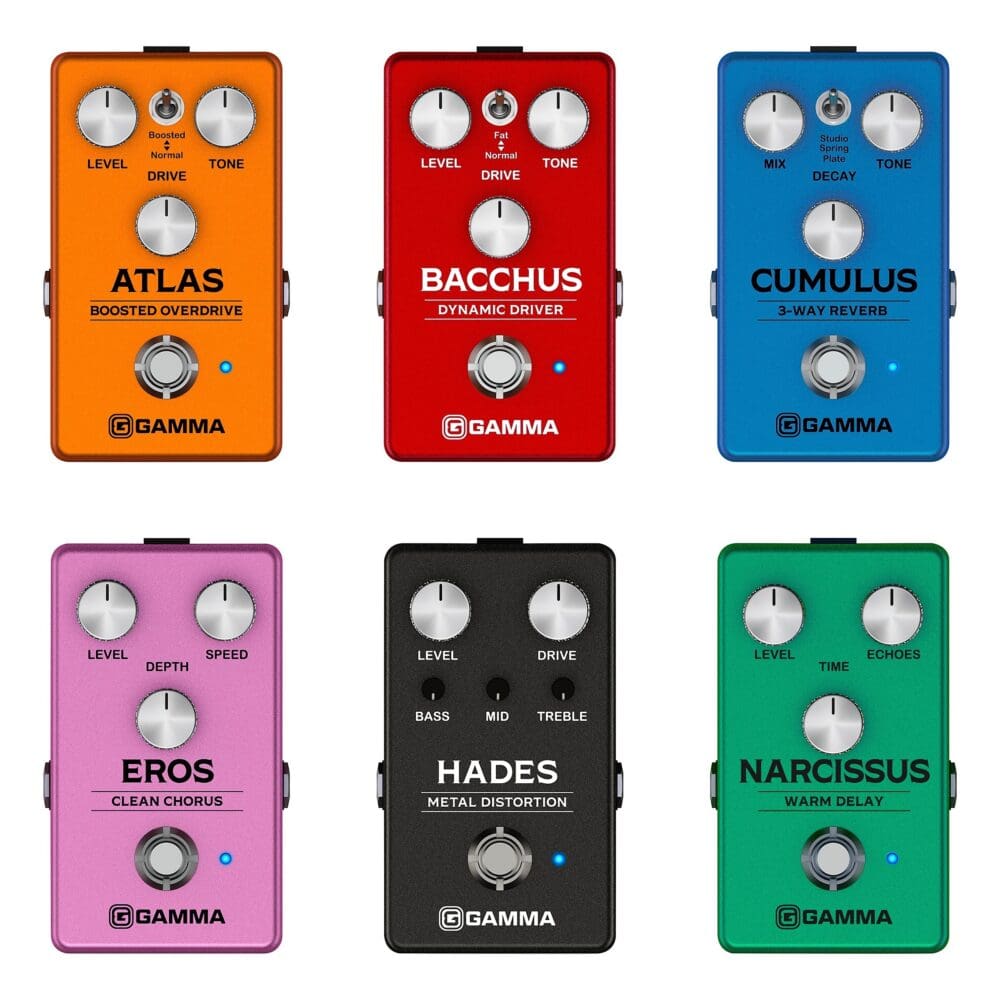 Boosted
Normal
LEVEL
TONE
DRIVE
ATLAS
BOOSTED OVERDRIVE
G GAMMA
Fat
Normal
LEVEL
TONE
DRIVE
BACCHUS
DYNAMIC DRIVER
G GAMMA
Studio
Spring
Plate
MIX
TONE
DECAY
CUMULUS
3-WAY REVERB
G GAMMA
LEVEL
SPEED
DEPTH
EROS
CLEAN CHORUS
G GAMMA
LEVEL
DRIVE
BASS MID TREBLE
HADES
METAL DISTORTION
G GAMMA
LEVEL
ECHOES
TIME
NARCISSUS
WARM DELAY
G GAMMA